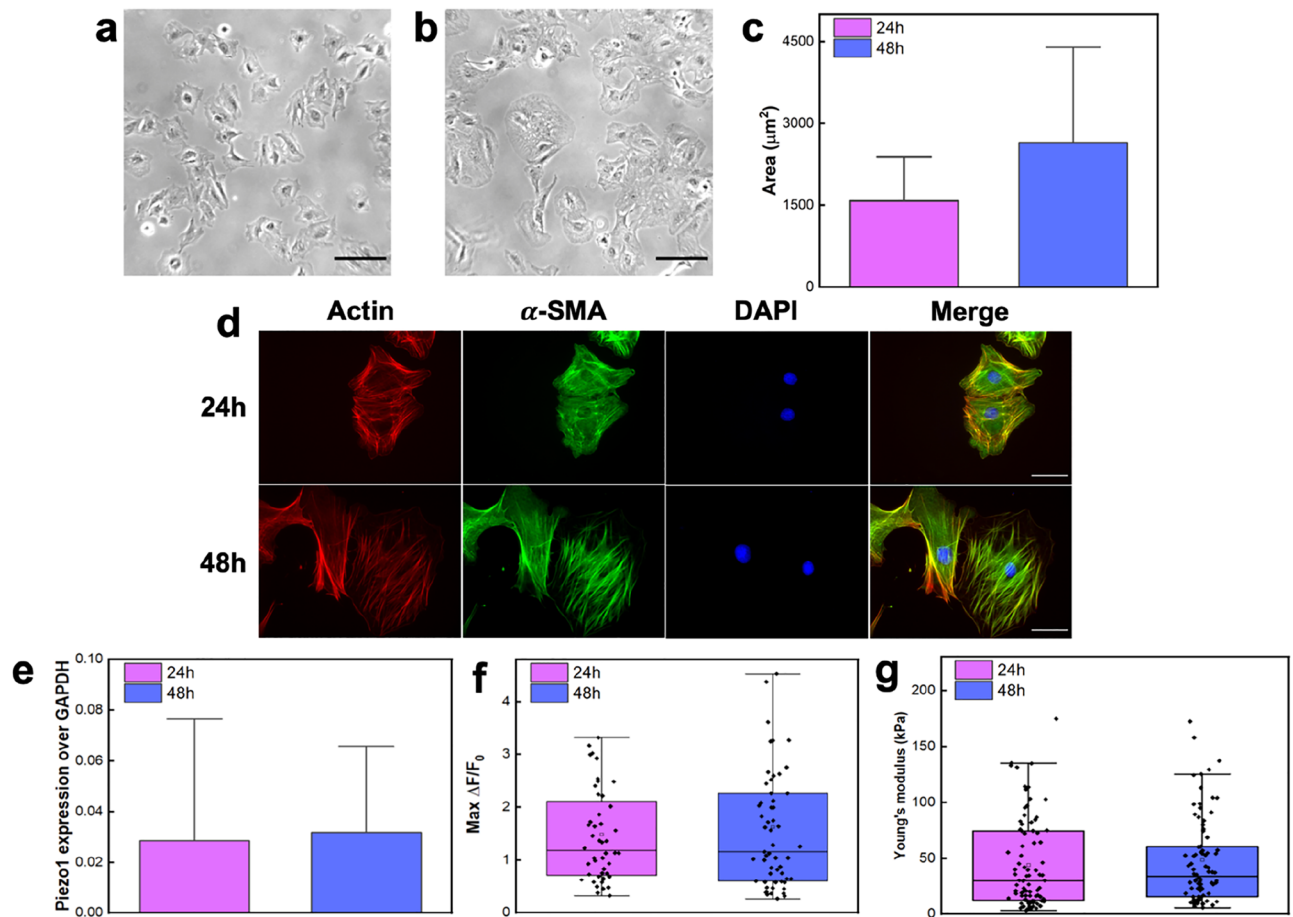 a
b
c
24h
48h
4500
3000
1500
0
Area (μm²)
d
Actin
α-SMA
DAPI
Merge
24h
48h
e
24h
48h
0.10
0.08
0.06
0.04
0.02
0.00
Piezo1 expression over GAPDH
f
24h
48h
4
3
2
1
0
Max ΔF/F₀
g
24h
48h
200
150
100
50
0
Young's modulus (kPa)